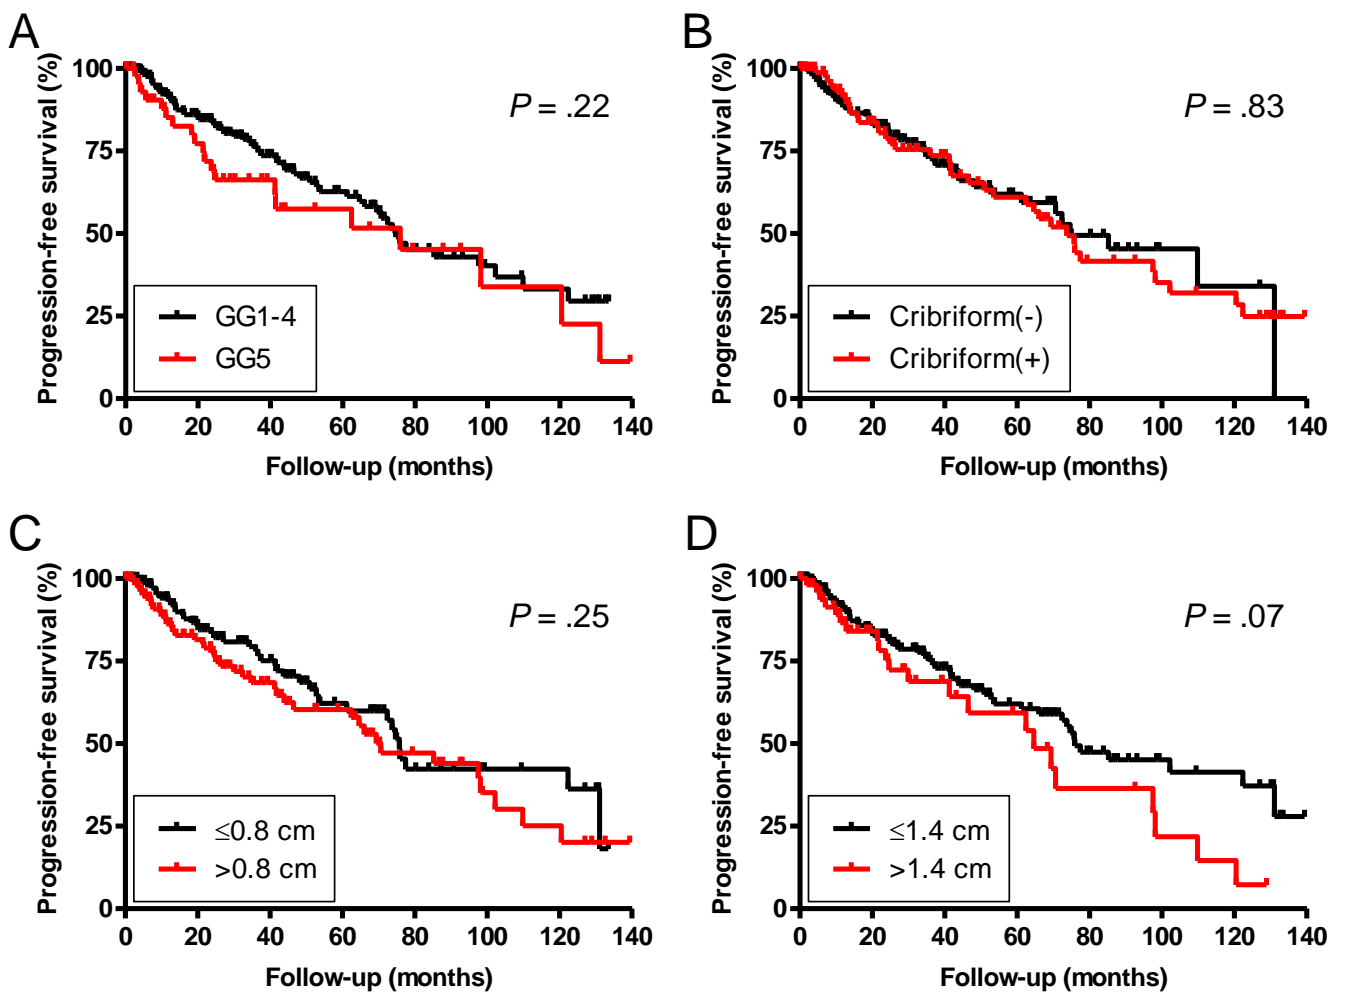 A
Progression-free survival (%)
100
75
50
25
0
P = .22
GG1-4
GG5
0 20 40 60 80 100 120 140
Follow-up (months)
B
Progression-free survival (%)
100
75
50
25
0
P = .83
Cribriform(-)
Cribriform(+)
0 20 40 60 80 100 120 140
Follow-up (months)
C
Progression-free survival (%)
100
75
50
25
0
P = .25
≤0.8 cm
>0.8 cm
0 20 40 60 80 100 120 140
Follow-up (months)
D
Progression-free survival (%)
100
75
50
25
0
P = .07
≤1.4 cm
>1.4 cm
0 20 40 60 80 100 120 140
Follow-up (months)